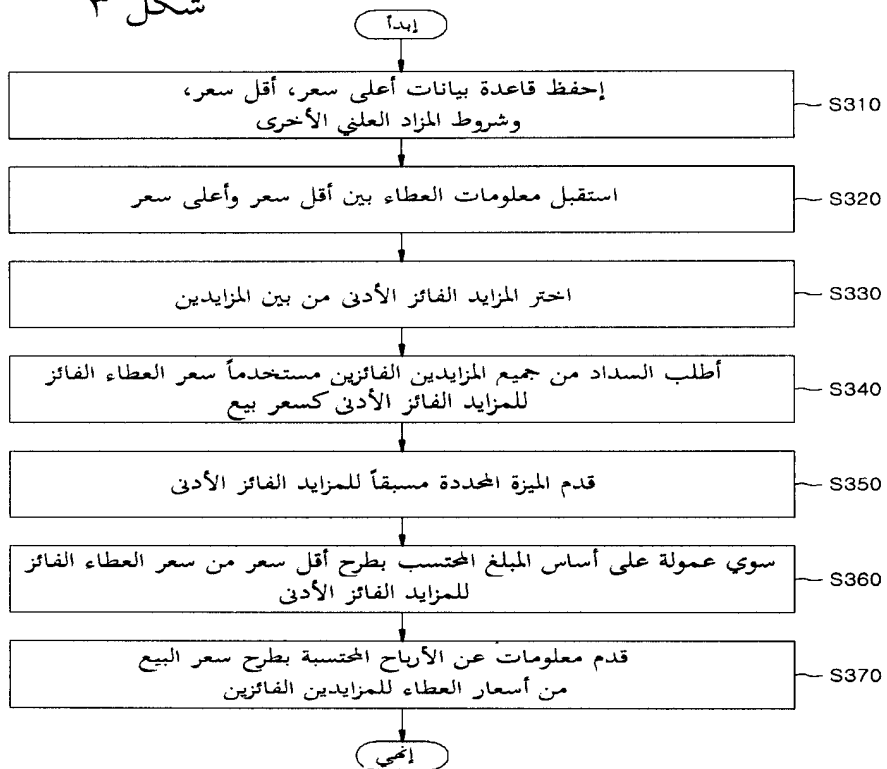 شكل ٣
إبدأ
إحفظ قاعدة بيانات أعلى سعر، أقل سعر،
وشروط المزاد العلني الأخرى
S310
استقبل معلومات العطاء بين أقل سعر وأعلى سعر
S320
اختر المزايد الفائز الأدنى من بين المزايدين
S330
أطلب السداد من جميع المزايدين الفائزين مستخدماً سعر العطاء الفائز
للمزايد الفائز الأدنى كسعر بيع
S340
قدم الميزة المحددة مسبقاً للمزايد الفائز الأدنى
S350
سوي عمولة على أساس المبلغ المحتسب بطرح أقل سعر من سعر العطاء الفائز
للمزايد الفائز الأدنى
S360
قدم معلومات عن الأرباح المحتسبة بطرح سعر البيع
من أسعار العطاء للمزايدين الفائزين
S370
إنهي